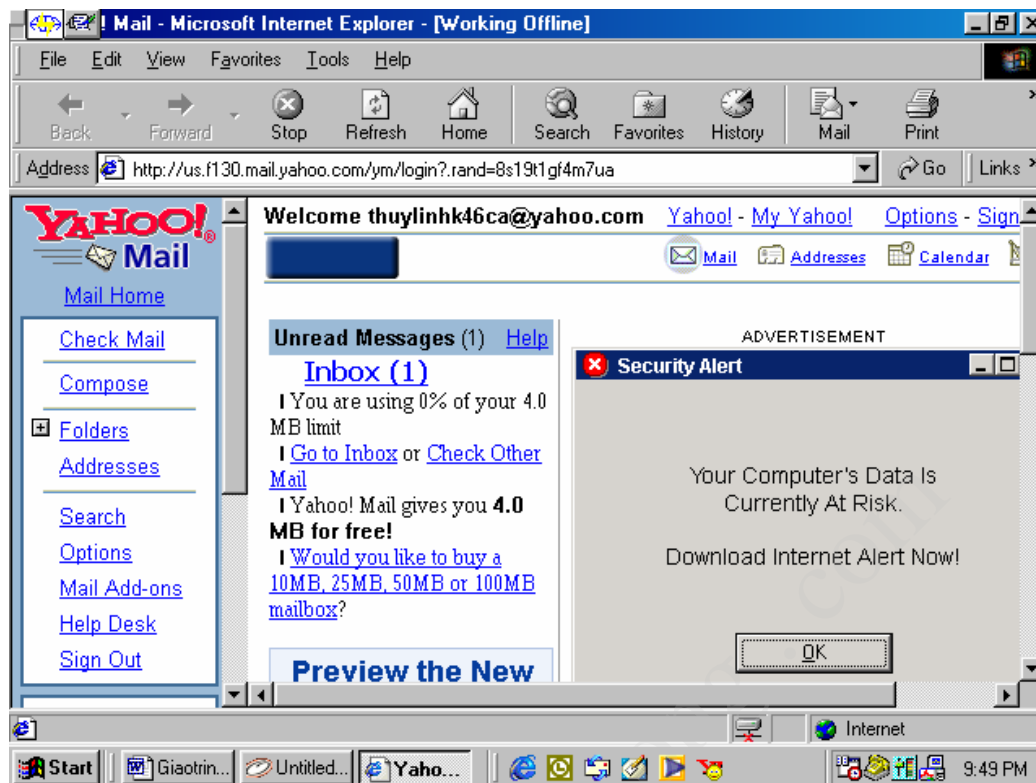 ! Mail - Microsoft Internet Explorer - [Working Offline]
File Edit View Favorites Tools Help
Back Forward Stop Refresh Home Search Favorites History Mail Print
Address http://us.f130.mail.yahoo.com/ym/login?.rand=8s19t1gf4m7ua Go Links
YAHOO! Mail
Mail Home
Check Mail
Compose
Folders
Addresses
Search
Options
Mail Add-ons
Help Desk
Sign Out
Welcome thuylinhk46ca@yahoo.com Yahoo! - My Yahoo! Options - Sign
Mail Addresses Calendar
Unread Messages (1) Help
Inbox (1)
You are using 0% of your 4.0
MB limit
Go to Inbox or Check Other
Mail
Yahoo! Mail gives you 4.0
MB for free!
Would you like to buy a
10MB, 25MB, 50MB or 100MB
mailbox?
Preview the New
ADVERTISEMENT
Security Alert
Your Computer's Data Is
Currently At Risk.
Download Internet Alert Now!
OK
Internet
Start Giaotrin... Untitled... Yaho... 9:49 PM